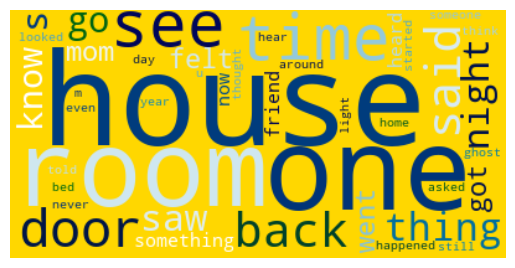 s go see time someone
looked mom felt hear heard started think
know day u thought around now said
m even year friend light home night
house
room one got
told bed never asked ghost
door saw back went thing
something happened still